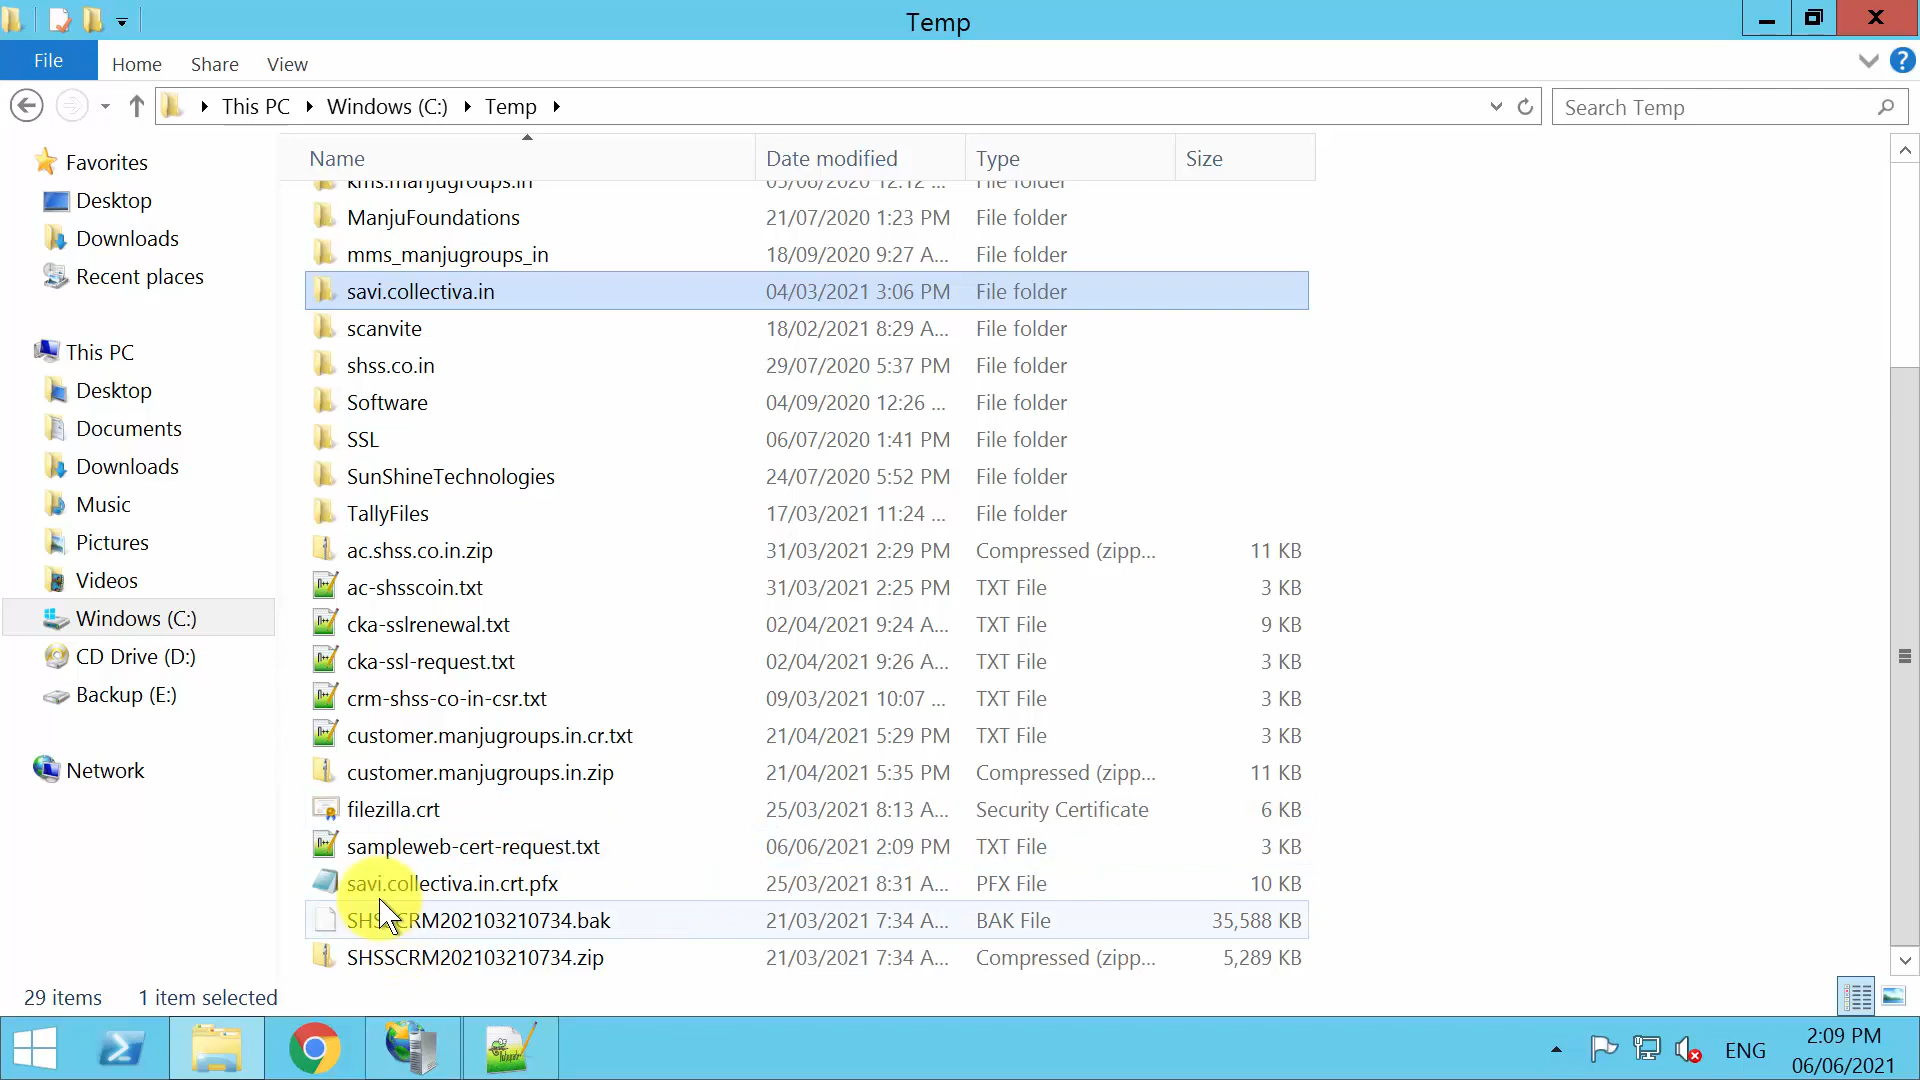 Temp
File
Home
Share
View
This PC
Windows (C:)
Temp
Search Temp
Name
Date modified
Type
Size
Favorites
Desktop
Downloads
Recent places
This PC
Desktop
Documents
Downloads
Music
Pictures
Videos
Windows (C:)
CD Drive (D:)
Backup (E:)
Network
kms.manjugroups.in 05/06/2020 12:12 ... File folder
ManjuFoundations 21/07/2020 1:23 PM File folder
mms_manjugroups_in 18/09/2020 9:27 A... File folder
savi.collectiva.in 04/03/2021 3:06 PM File folder
scanvite 18/02/2021 8:29 A... File folder
shss.co.in 29/07/2020 5:37 PM File folder
Software 04/09/2020 12:26 ... File folder
SSL 06/07/2020 1:41 PM File folder
SunShineTechnologies 24/07/2020 5:52 PM File folder
TallyFiles 17/03/2021 11:24 ... File folder
ac.shss.co.in.zip 31/03/2021 2:29 PM Compressed (zipp... 11 KB
ac-shsscoin.txt 31/03/2021 2:25 PM TXT File 3 KB
cka-sslrenewal.txt 02/04/2021 9:24 A... TXT File 9 KB
cka-ssl-request.txt 02/04/2021 9:26 A... TXT File 3 KB
crm-shss-co-in-csr.txt 09/03/2021 10:07 ... TXT File 3 KB
customer.manjugroups.in.cr.txt 21/04/2021 5:29 PM TXT File 3 KB
customer.manjugroups.in.zip 21/04/2021 5:35 PM Compressed (zipp... 11 KB
filezilla.crt 25/03/2021 8:13 A... Security Certificate 6 KB
sampleweb-cert-request.txt 06/06/2021 2:09 PM TXT File 3 KB
savi.collectiva.in.crt.pfx 25/03/2021 8:31 A... PFX File 10 KB
SHSSCRM202103210734.bak 21/03/2021 7:34 A... BAK File 35,588 KB
SHSSCRM202103210734.zip 21/03/2021 7:34 A... Compressed (zipp... 5,289 KB
29 items 1 item selected
ENG
2:09 PM
06/06/2021